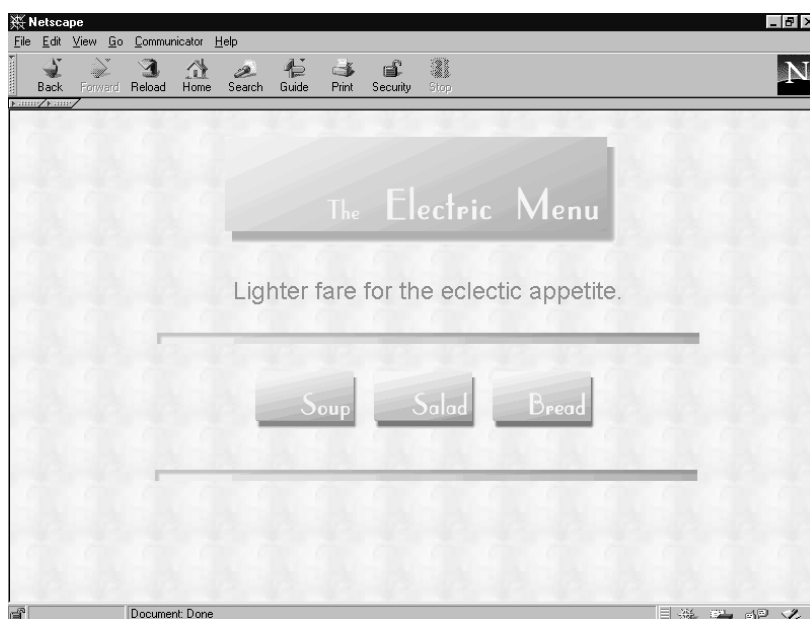 Netscape
File Edit View Go Communicator Help
Back Forward Reload Home Search Guide Print Security Stop
N
The Electric Menu
Lighter fare for the eclectic appetite.
Soup Salad Bread
Document: Done